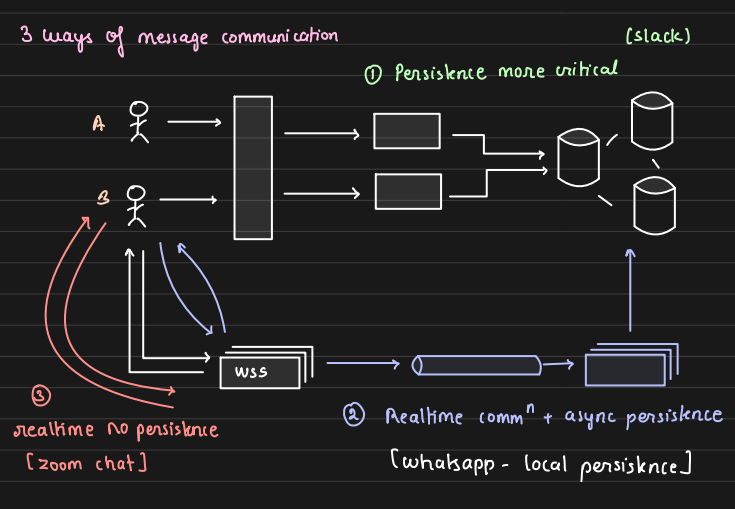 3 ways of message communication
(slack)
① Persistence more critical
A
B
wss
③
realtime no persistence
[zoom chat]
② Realtime commⁿ + async persistence
[whatsapp - local persistence]